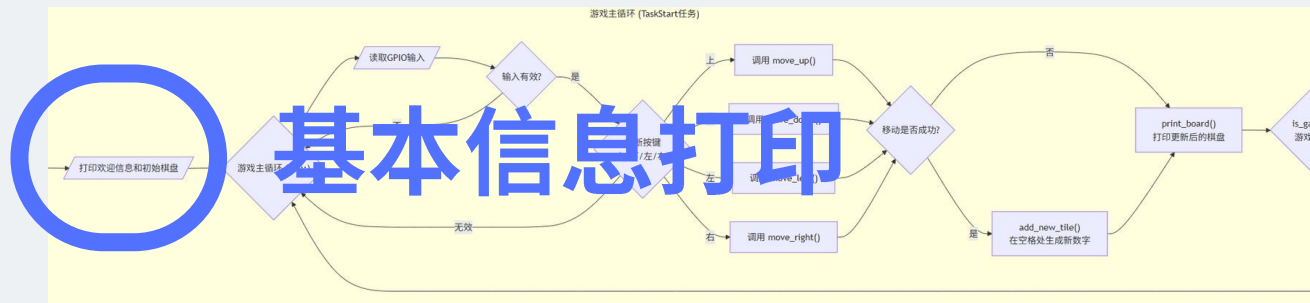 游戏主循环 (TaskStart任务)
读取GPIO输入
输入有效?
是
上
调用 move_up()
否
打印欢迎信息和初始棋盘
游戏主循环
基本信息打印
调用
移动是否成功?
print_board()
打印更新后的棋盘
左
无效
右
调用 move_right()
是
add_new_tile()
在空格处生成新数字